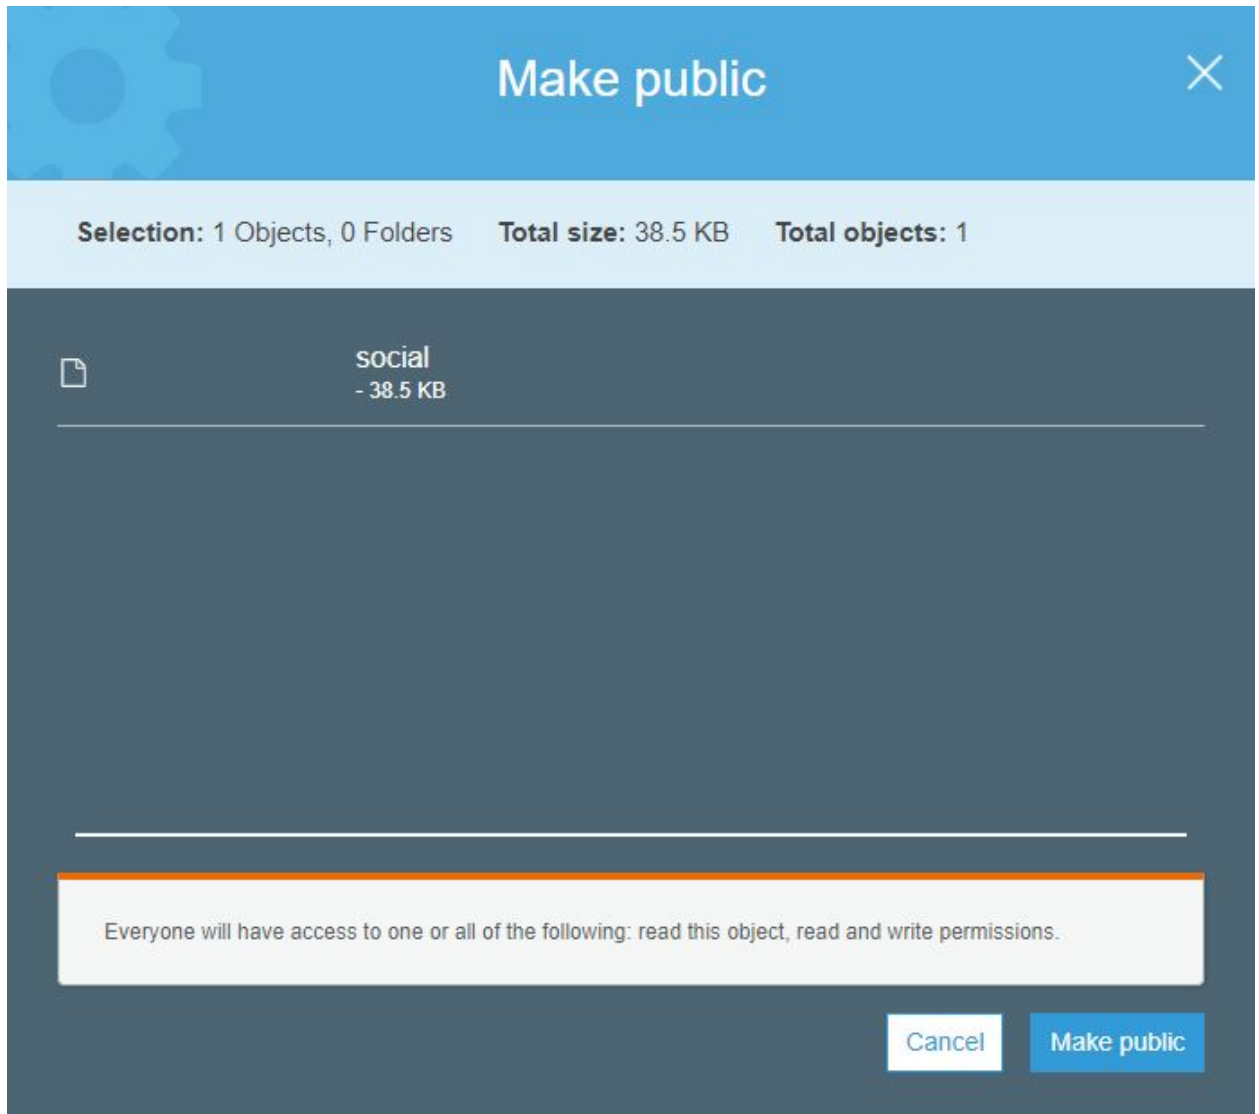 Make public
Selection: 1 Objects, 0 Folders Total size: 38.5 KB Total objects: 1
social
- 38.5 KB
Everyone will have access to one or all of the following: read this object, read and write permissions.
Cancel Make public